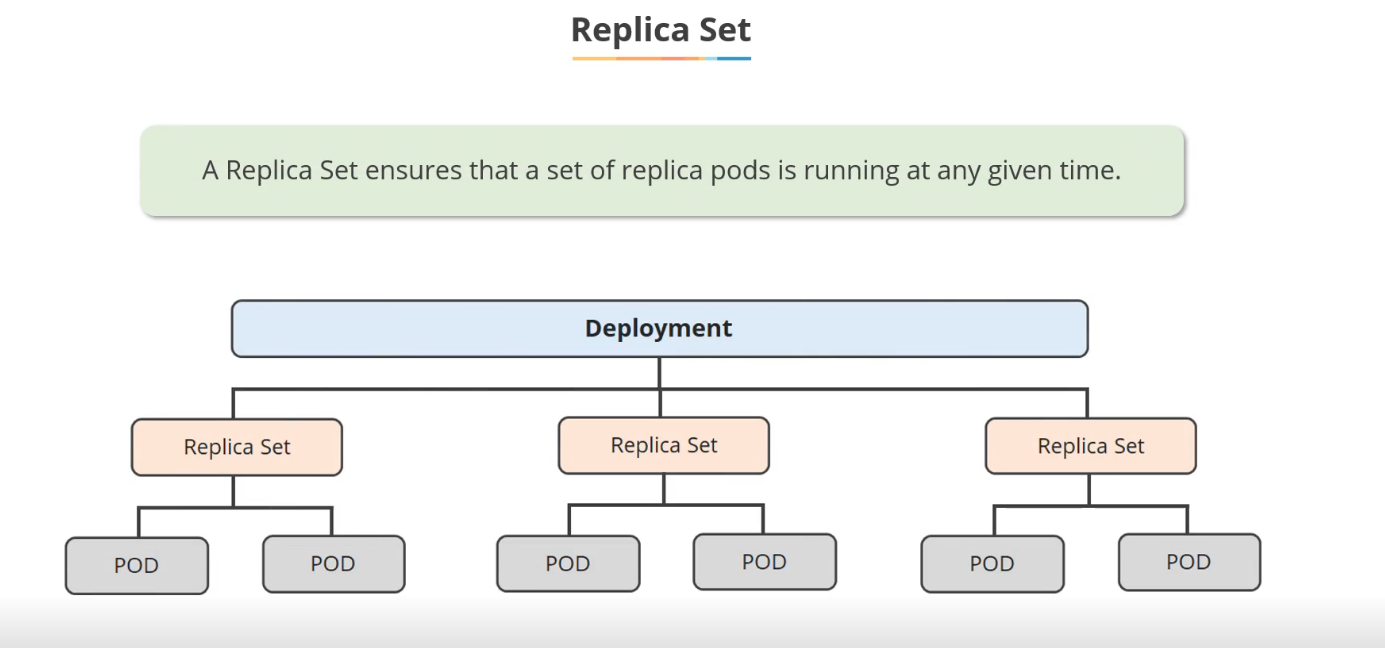 Replica Set
A Replica Set ensures that a set of replica pods is running at any given time.
Deployment
Replica Set
Replica Set
Replica Set
POD
POD
POD
POD
POD
POD